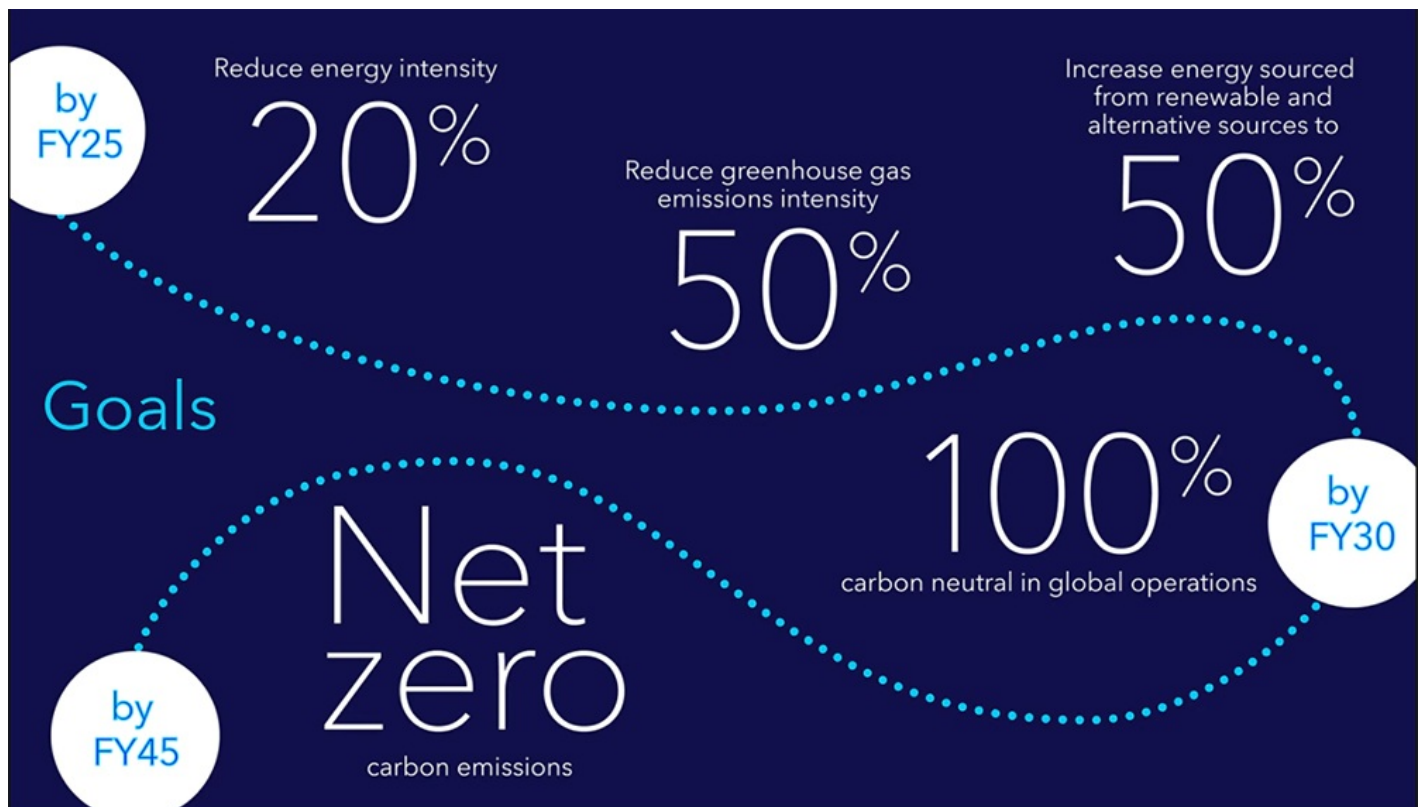 by
FY25
Reduce energy intensity
20%
Reduce greenhouse gas
emissions intensity
50%
Increase energy sourced
from renewable and
alternative sources to
50%
Goals
100%
carbon neutral in global operations
by
FY30
Net
zero
carbon emissions
by
FY45